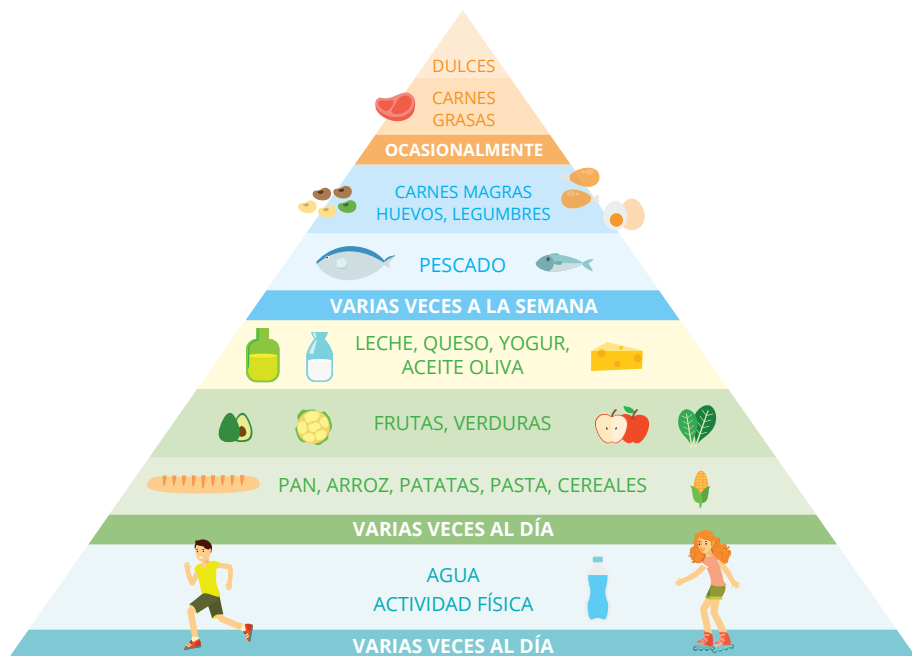 DULCES
CARNES
GRASAS
OCASIONALMENTE
CARNES MAGRAS
HUEVOS, LEGUMBRES
PESCADO
VARIAS VECES A LA SEMANA
LECHE, QUESO, YOGUR,
ACEITE OLIVA
FRUTAS, VERDURAS
PAN, ARROZ, PATATAS, PASTA, CEREALES
VARIAS VECES AL DÍA
AGUA
ACTIVIDAD FÍSICA
VARIAS VECES AL DÍA